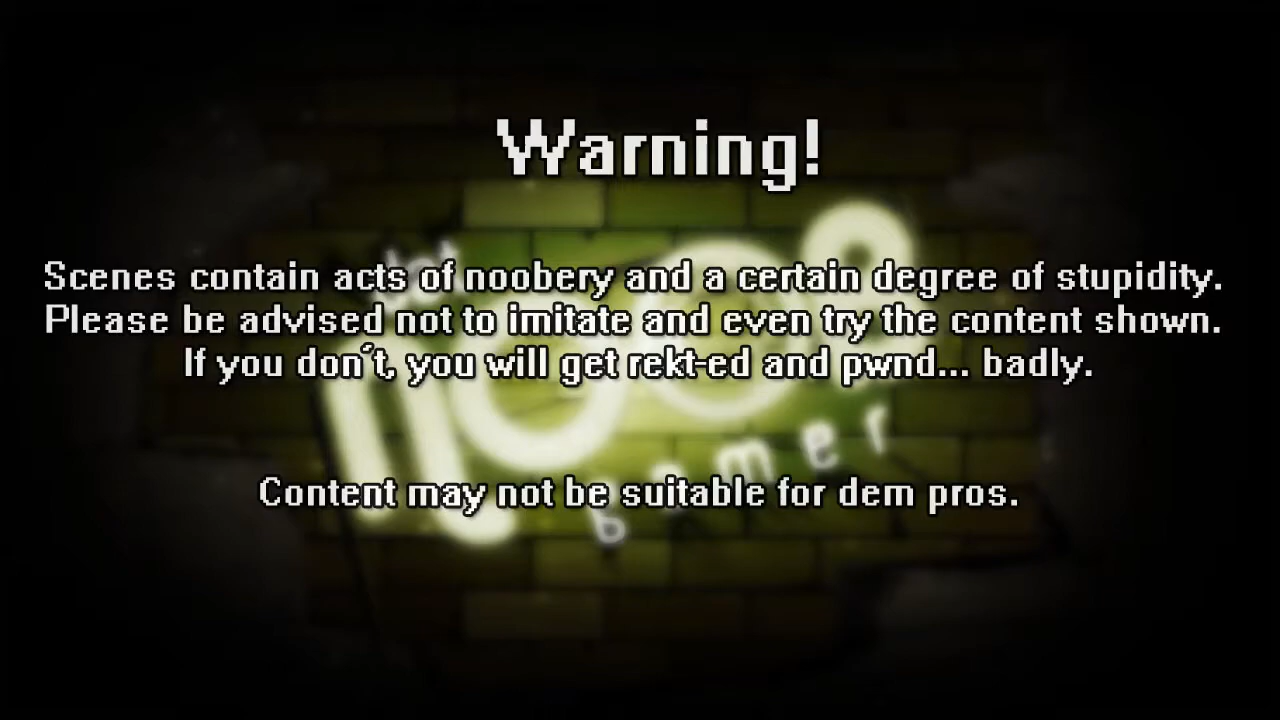 Warning!
Scenes contain acts of noobery and a certain degree of stupidity.
Please be advised not to imitate and even try the content shown.
If you don´t, you will get rekt-ed and pwnd... badly.
Content may not be suitable for dem pros.